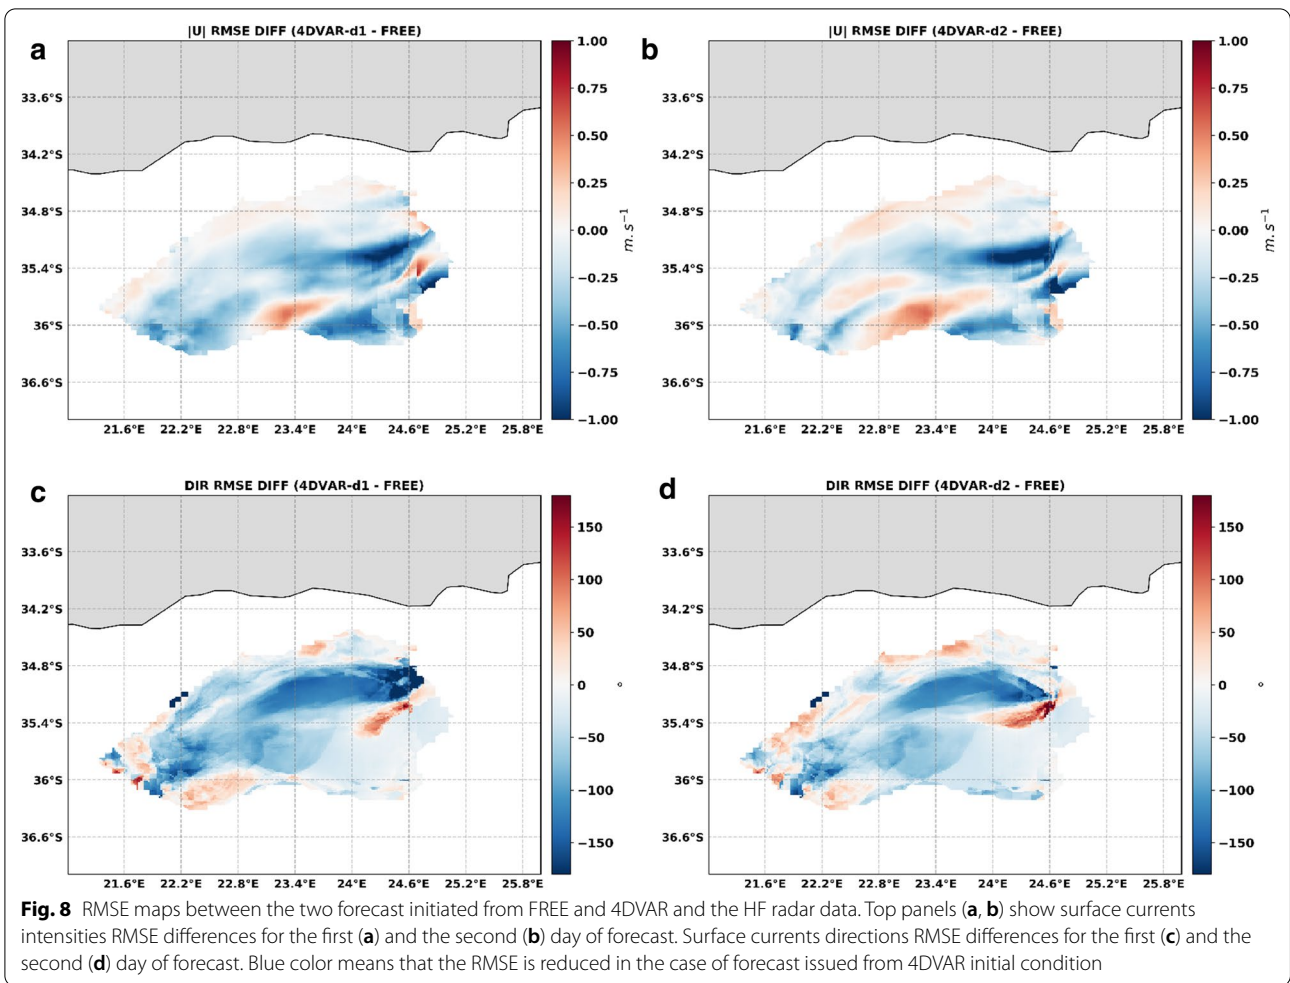 a
|U| RMSE DIFF (4DVAR-d1 - FREE)
33.6°S
34.2°S
34.8°S
35.4°S
36°S
36.6°S
21.6°E 22.2°E 22.8°E 23.4°E 24°E 24.6°E 25.2°E 25.8°E
1.00
0.75
0.50
0.25
0.00
−0.25
−0.50
−0.75
−1.00
m. s⁻¹
b
|U| RMSE DIFF (4DVAR-d2 - FREE)
33.6°S
34.2°S
34.8°S
35.4°S
36°S
36.6°S
21.6°E 22.2°E 22.8°E 23.4°E 24°E 24.6°E 25.2°E 25.8°E
1.00
0.75
0.50
0.25
0.00
−0.25
−0.50
−0.75
−1.00
m. s⁻¹
c
DIR RMSE DIFF (4DVAR-d1 - FREE)
33.6°S
34.2°S
34.8°S
35.4°S
36°S
36.6°S
21.6°E 22.2°E 22.8°E 23.4°E 24°E 24.6°E 25.2°E 25.8°E
150
100
50
0
−50
−100
−150
°
d
DIR RMSE DIFF (4DVAR-d2 - FREE)
33.6°S
34.2°S
34.8°S
35.4°S
36°S
36.6°S
21.6°E 22.2°E 22.8°E 23.4°E 24°E 24.6°E 25.2°E 25.8°E
150
100
50
0
−50
−100
−150
°
Fig. 8 RMSE maps between the two forecast initiated from FREE and 4DVAR and the HF radar data. Top panels (a, b) show surface currents
intensities RMSE differences for the first (a) and the second (b) day of forecast. Surface currents directions RMSE differences for the first (c) and the
second (d) day of forecast. Blue color means that the RMSE is reduced in the case of forecast issued from 4DVAR initial condition